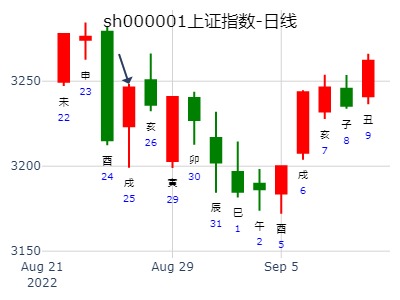 sh000001上证指数-日线
3250
3200
3150
未
22
申
23
酉
24
戌
25
亥
26
寅
29
卯
30
辰
31
巳
1
午
2
酉
5
戌
6
亥
7
子
8
丑
9
Aug 21
2022
Aug 29
Sep 5